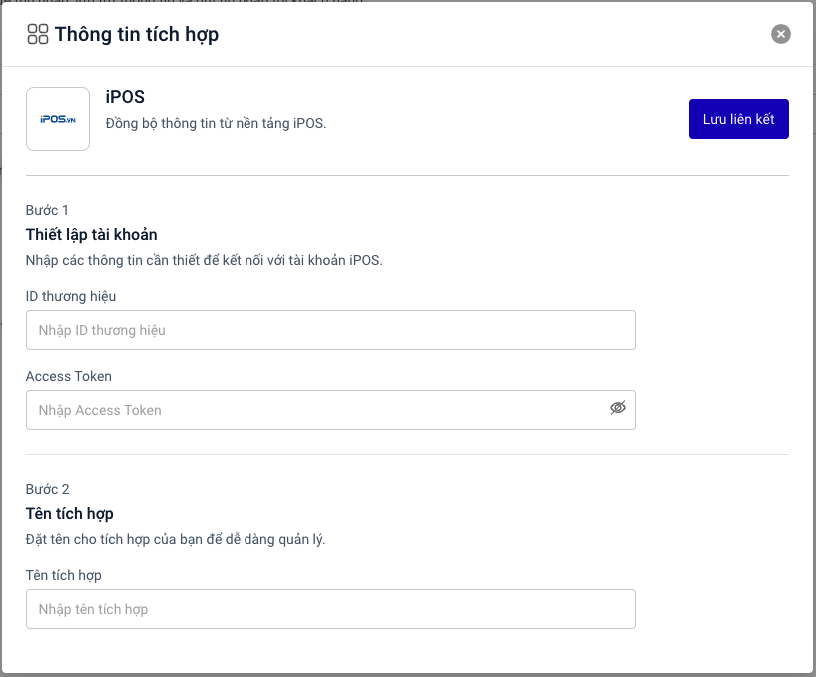 Thông tin tích hợp
iPOS.VN
iPOS
Đồng bộ thông tin từ nền tảng iPOS.
Lưu liên kết
Bước 1
Thiết lập tài khoản
Nhập các thông tin cần thiết để kết nối với tài khoản iPOS.
ID thương hiệu
Nhập ID thương hiệu
Access Token
Nhập Access Token
Bước 2
Tên tích hợp
Đặt tên cho tích hợp của bạn để dễ dàng quản lý.
Tên tích hợp
Nhập tên tích hợp